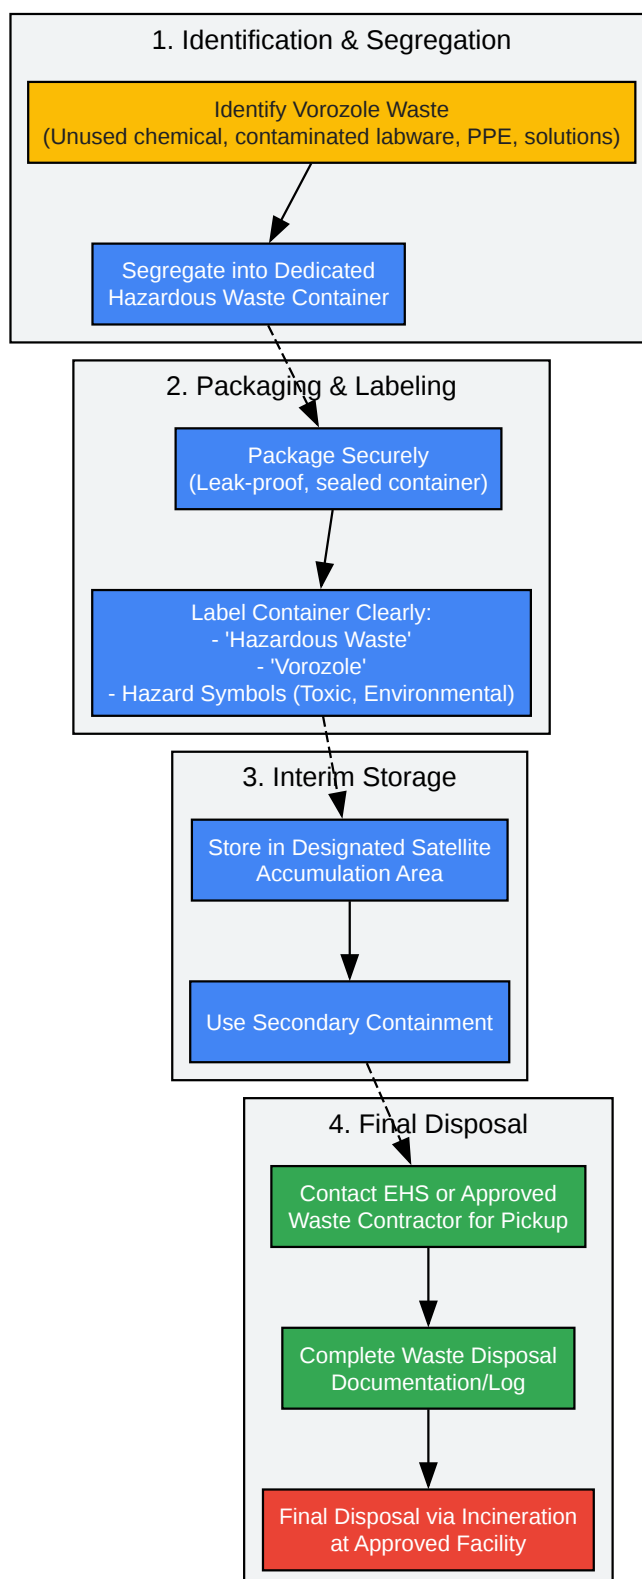 1. Identification & Segregation
Identify Vorozole Waste
(Unused chemical, contaminated labware, PPE, solutions)
Segregate into Dedicated
Hazardous Waste Container
2. Packaging & Labeling
Package Securely
(Leak-proof, sealed container)
Label Container Clearly:
- 'Hazardous Waste'
- 'Vorozole'
- Hazard Symbols (Toxic, Environmental)
3. Interim Storage
Store in Designated Satellite
Accumulation Area
Use Secondary Containment
4. Final Disposal
Contact EHS or Approved
Waste Contractor for Pickup
Complete Waste Disposal
Documentation/Log
Final Disposal via Incineration
at Approved Facility